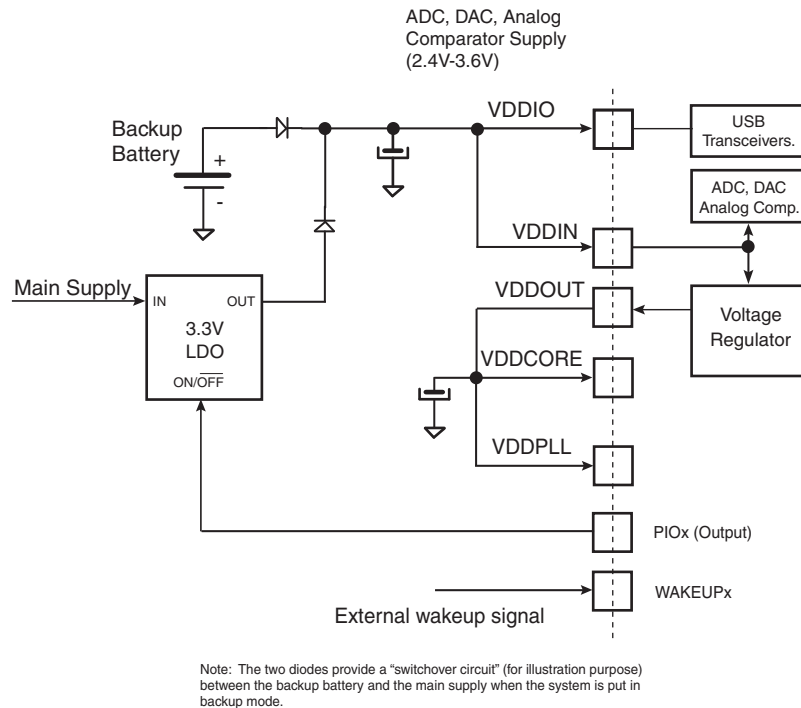 ADC, DAC, Analog
Comparator Supply
(2.4V-3.6V)
VDDIO
USB
Transceivers.
Backup
Battery
+
-
ADC, DAC
Analog Comp.
VDDIN
Main Supply
IN
OUT
3.3V
LDO
ON/OFF
VDDOUT
Voltage
Regulator
VDDCORE
VDDPLL
PIOx (Output)
WAKEUPx
External wakeup signal
Note: The two diodes provide a “switchover circuit” (for illustration purpose)
between the backup battery and the main supply when the system is put in
backup mode.